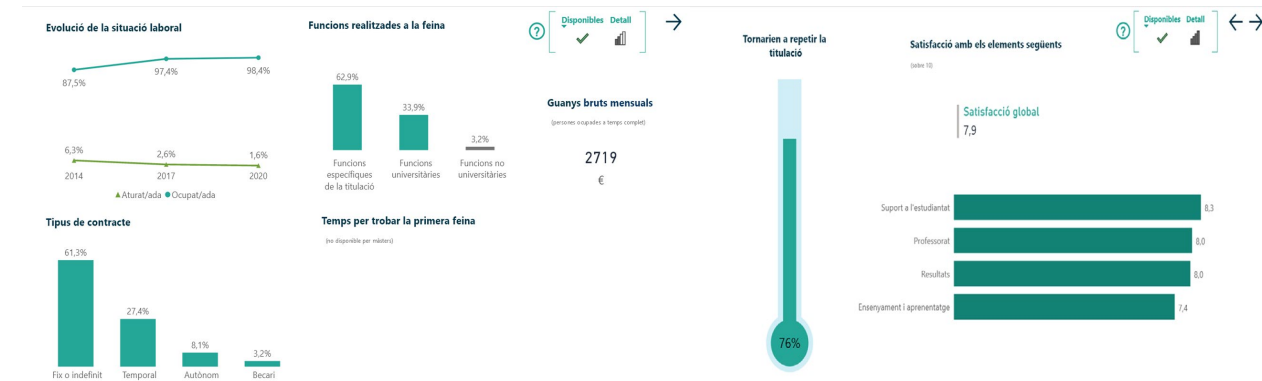 Evolució de la situació laboral
87,5%
97,4%
98,4%
6,3%
2,6%
1,6%
2014
2017
2020
Aturat/ada Ocupat/ada
Tipus de contracte
61,3%
27,4%
8,1%
3,2%
Fix o indefinit
Temporal
Autònom
Becari
Funcions realitzades a la feina
62,9%
33,9%
3,2%
Funcions
específiques
de la titulació
Funcions
universitàries
Funcions no
universitàries
Temps per trobar la primera feina
(no disponible per màsters)
?
Disponibles Detall
Guanys bruts mensuals
(persones ocupades a temps complet)
2719
€
Tornarien a repetir la
titulació
76%
Satisfacció amb els elements següents
(sobre 10)
?
Disponibles Detall
Satisfacció global
7,9
Suport a l'estudiantat 8,3
Professorat 8,0
Resultats 8,0
Ensenyament i aprenentatge 7,4